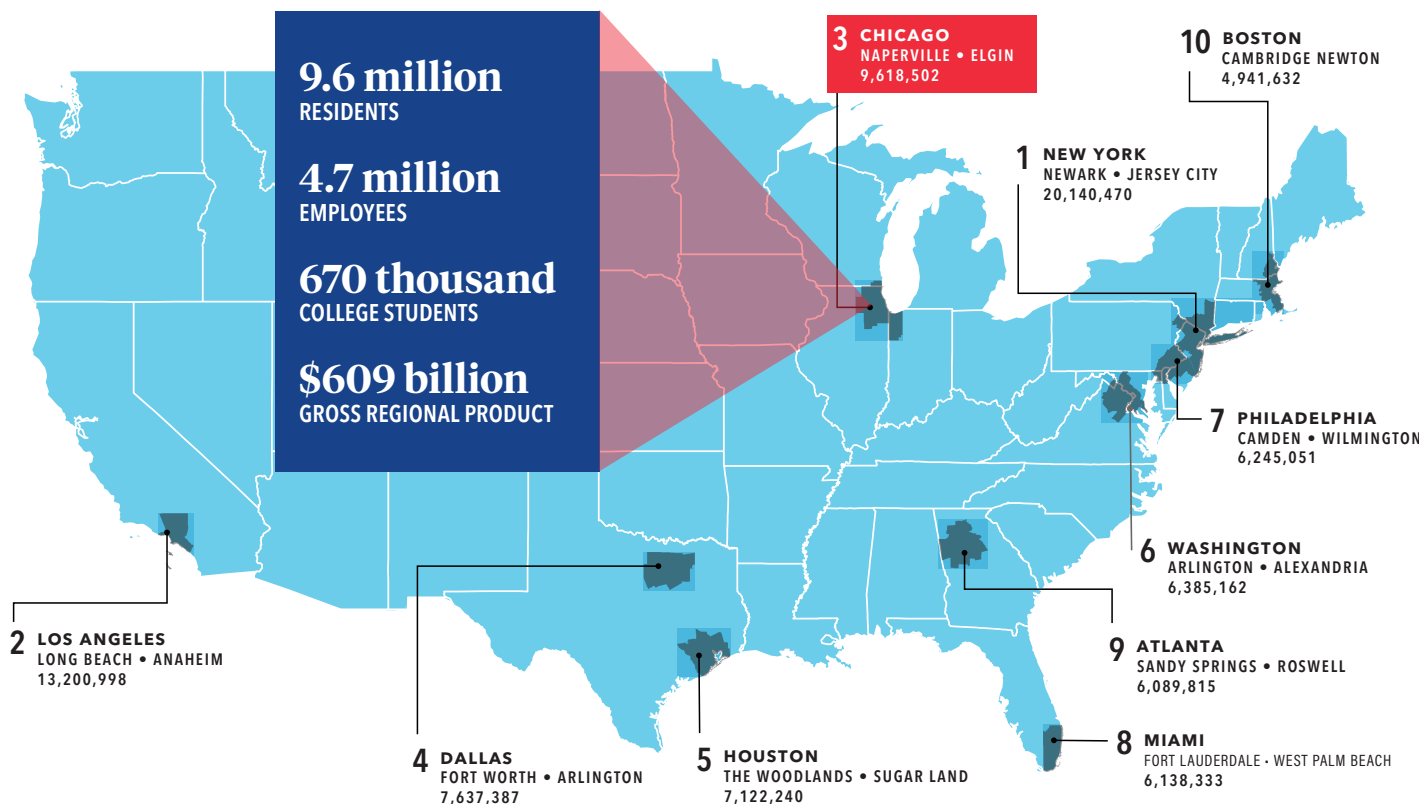 9.6 million
RESIDENTS
4.7 million
EMPLOYEES
670 thousand
COLLEGE STUDENTS
$609 billion
GROSS REGIONAL PRODUCT
3 CHICAGO
NAPERVILLE • ELGIN
9,618,502
10 BOSTON
CAMBRIDGE NEWTON
4,941,632
1 NEW YORK
NEWARK • JERSEY CITY
20,140,470
7 PHILADELPHIA
CAMDEN • WILMINGTON
6,245,051
6 WASHINGTON
ARLINGTON • ALEXANDRIA
6,385,162
2 LOS ANGELES
LONG BEACH • ANAHEIM
13,200,998
9 ATLANTA
SANDY SPRINGS • ROSWELL
6,089,815
4 DALLAS
FORT WORTH • ARLINGTON
7,637,387
5 HOUSTON
THE WOODLANDS • SUGAR LAND
7,122,240
8 MIAMI
FORT LAUDERDALE · WEST PALM BEACH
6,138,333